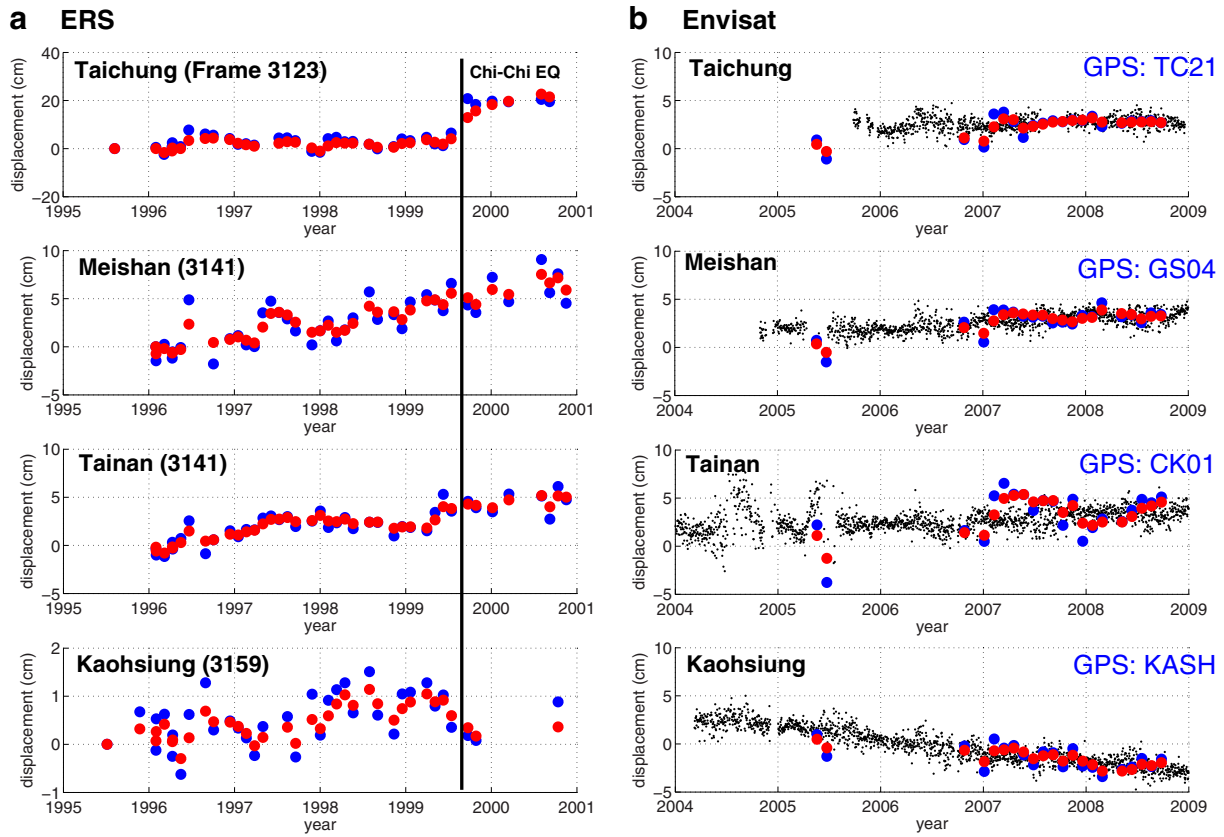 a ERS
Taichung (Frame 3123)
Chi-Chi EQ
displacement (cm)
40
20
0
−20
1995 1996 1997 1998 1999 2000 2001
year
Meishan (3141)
displacement (cm)
10
5
0
−5
1995 1996 1997 1998 1999 2000 2001
year
Tainan (3141)
displacement (cm)
10
5
0
−5
1995 1996 1997 1998 1999 2000 2001
year
Kaohsiung (3159)
displacement (cm)
2
1
0
−1
1995 1996 1997 1998 1999 2000 2001
year
b Envisat
Taichung
GPS: TC21
displacement (cm)
10
5
0
−5
2004 2005 2006 2007 2008 2009
year
Meishan
GPS: GS04
displacement (cm)
10
5
0
−5
2004 2005 2006 2007 2008 2009
year
Tainan
GPS: CK01
displacement (cm)
10
5
0
−5
2004 2005 2006 2007 2008 2009
year
Kaohsiung
GPS: KASH
displacement (cm)
10
5
0
−5
2004 2005 2006 2007 2008 2009
year